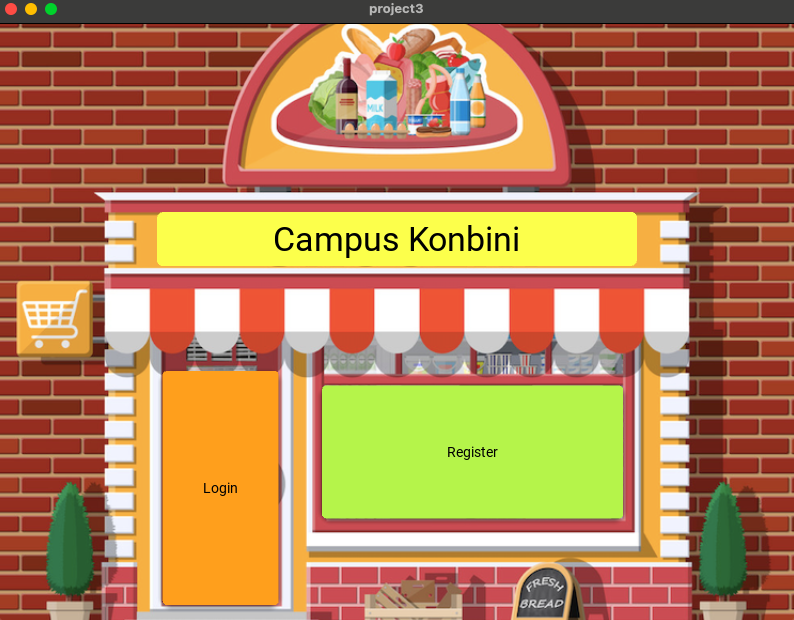 project3
MILK
Campus Konbini
Register
Login
FRESH
BREAD